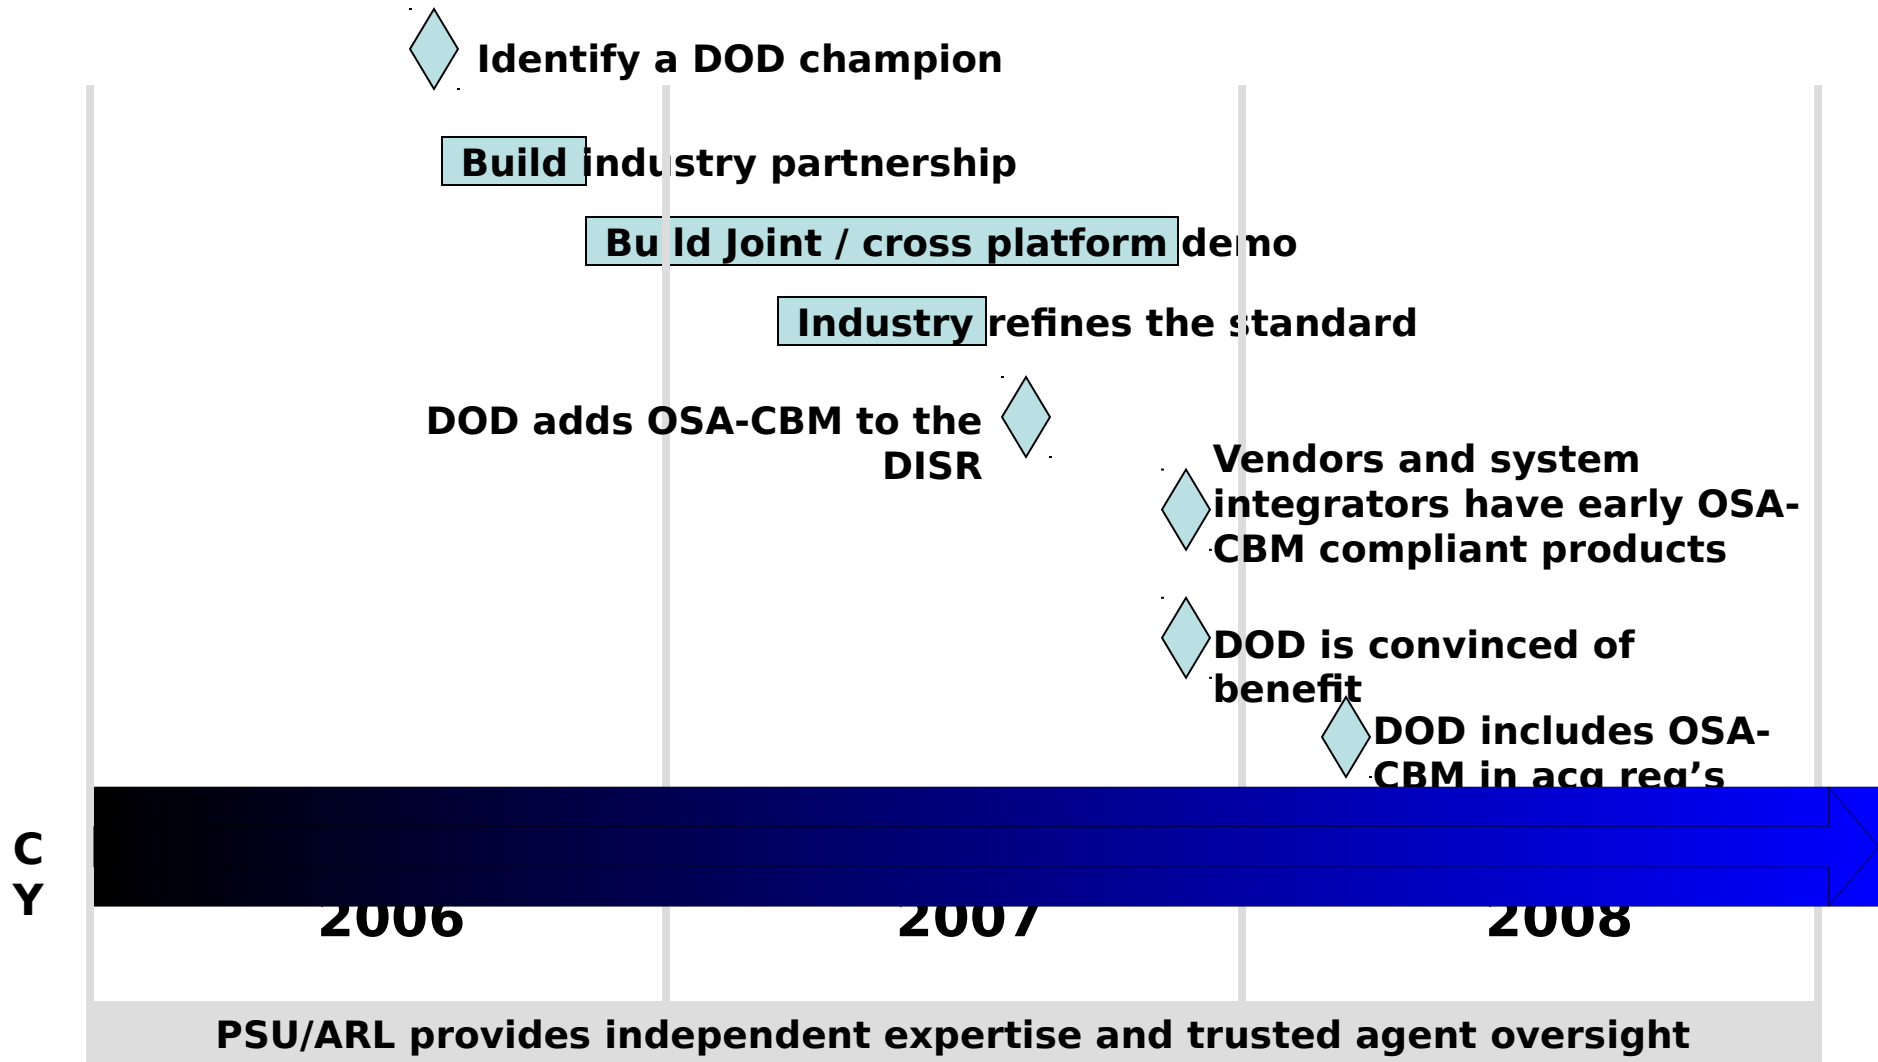 Identify a DOD champion
Build industry partnership
Build Joint / cross platform demo
Industry refines the standard
DOD adds OSA-CBM to the
DISR
Vendors and system
integrators have early OSA-
CBM compliant products
DOD is convinced of
benefit
DOD includes OSA-
CBM in acq req’s
C
Y
2006
2007
2008
PSU/ARL provides independent expertise and trusted agent oversight